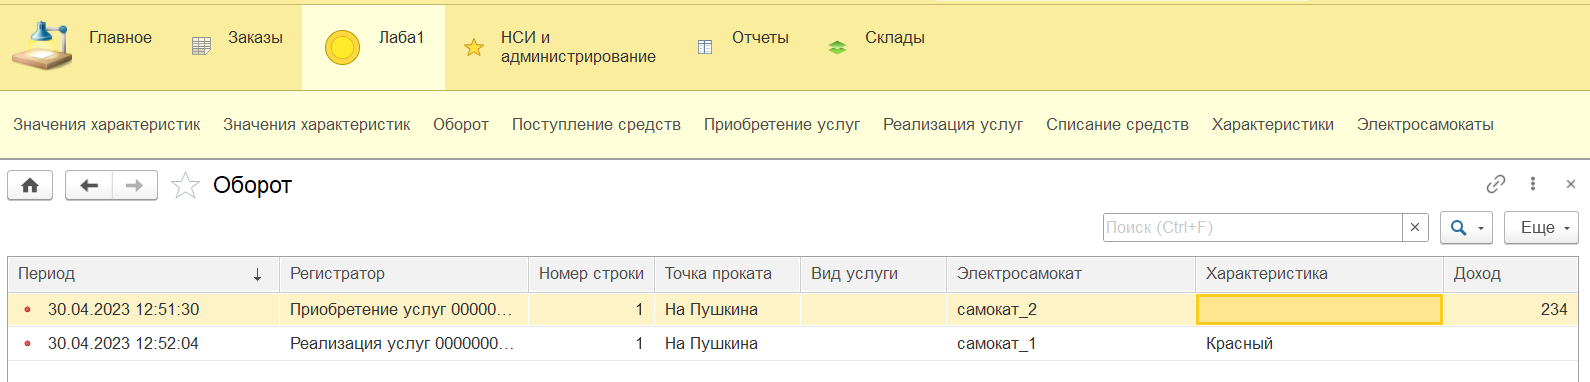 Главное Заказы Лаба1 НСИ и администрирование Отчеты Склады
Значения характеристик Значения характеристик Оборот Поступление средств Приобретение услуг Реализация услуг Списание средств Характеристики Электросамокаты
Оборот
Поиск (Ctrl+F) × Еще
Период ↓ Регистратор Номер строки Точка проката Вид услуги Электросамокат Характеристика Доход
30.04.2023 12:51:30 Приобретение услуг 00000... 1 На Пушкина самокат_2 234
30.04.2023 12:52:04 Реализация услуг 0000000... 1 На Пушкина самокат_1 Красный